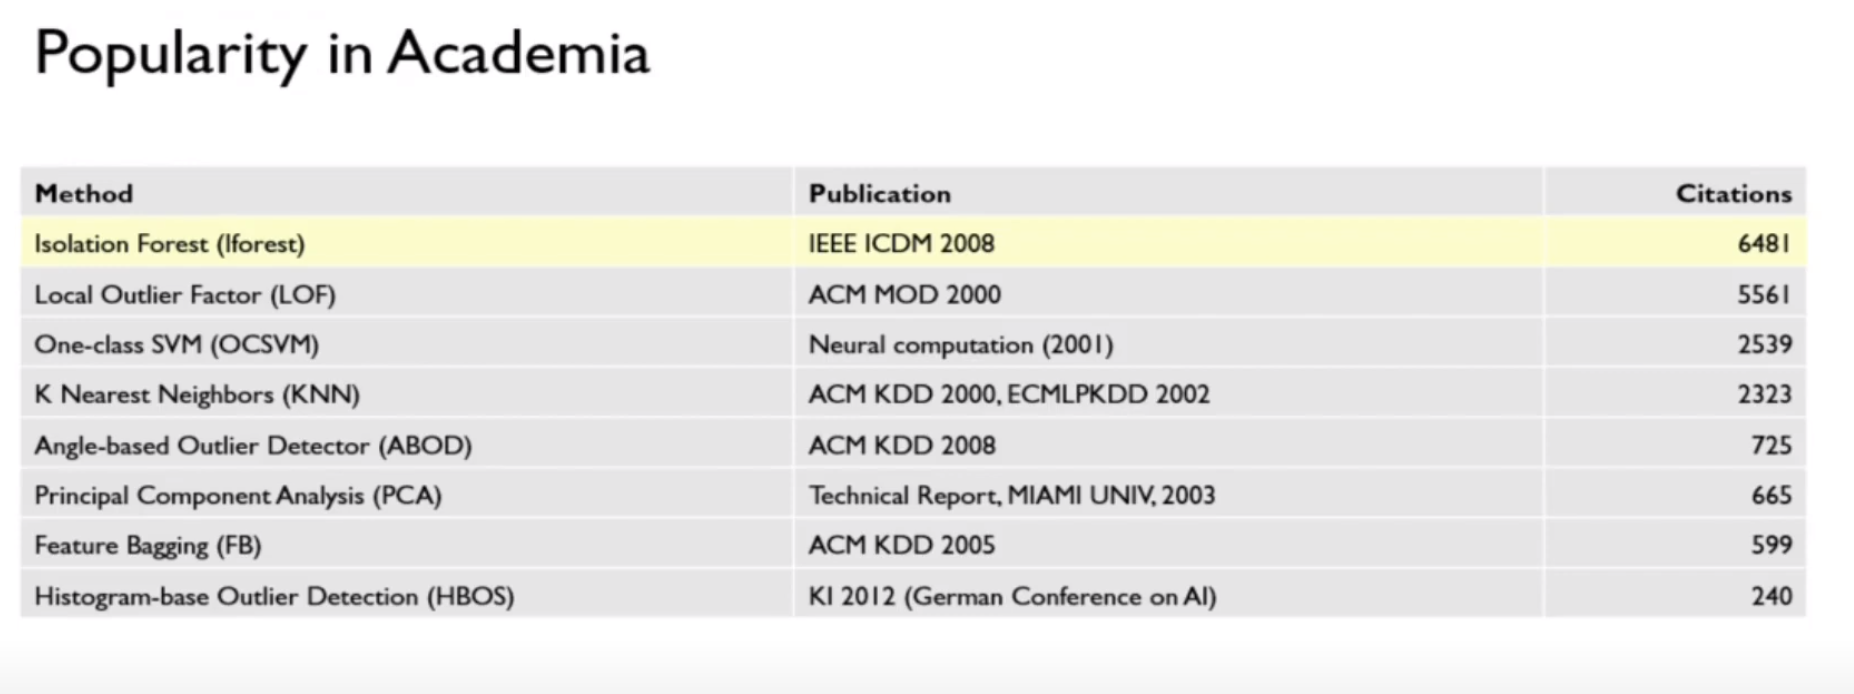 Popularity in Academia
Method Publication Citations
Isolation Forest (Iforest) IEEE ICDM 2008 6481
Local Outlier Factor (LOF) ACM MOD 2000 5561
One-class SVM (OCSVM) Neural computation (2001) 2539
K Nearest Neighbors (KNN) ACM KDD 2000, ECMLPKDD 2002 2323
Angle-based Outlier Detector (ABOD) ACM KDD 2008 725
Principal Component Analysis (PCA) Technical Report, MIAMI UNIV, 2003 665
Feature Bagging (FB) ACM KDD 2005 599
Histogram-base Outlier Detection (HBOS) KI 2012 (German Conference on AI) 240